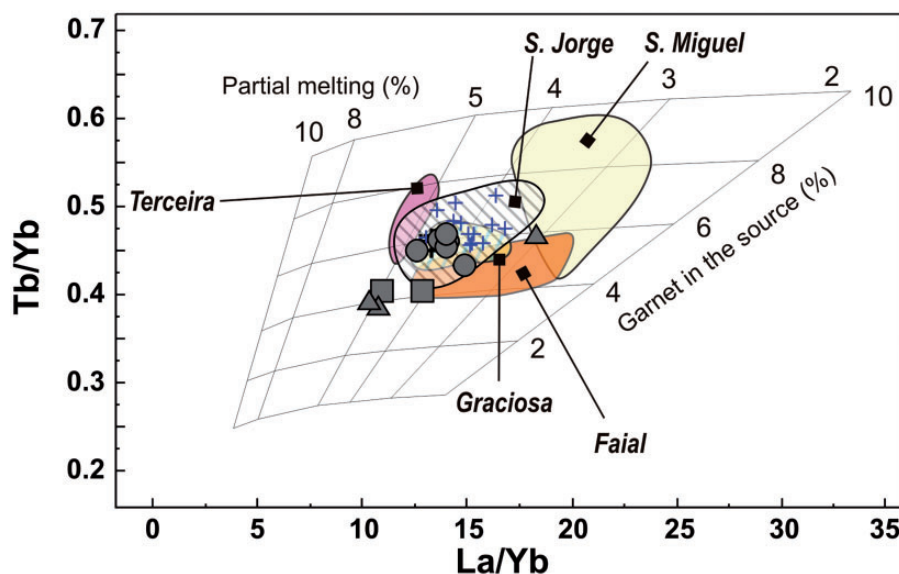 0.7
0.6
0.5
0.4
0.3
0.2
Tb/Yb
0
5
10
15
20
25
30
35
La/Yb
Partial melting (%)
10
8
5
4
3
2
10
8
6
4
2
Garnet in the source (%)
S. Jorge
S. Miguel
Terceira
Graciosa
Faial